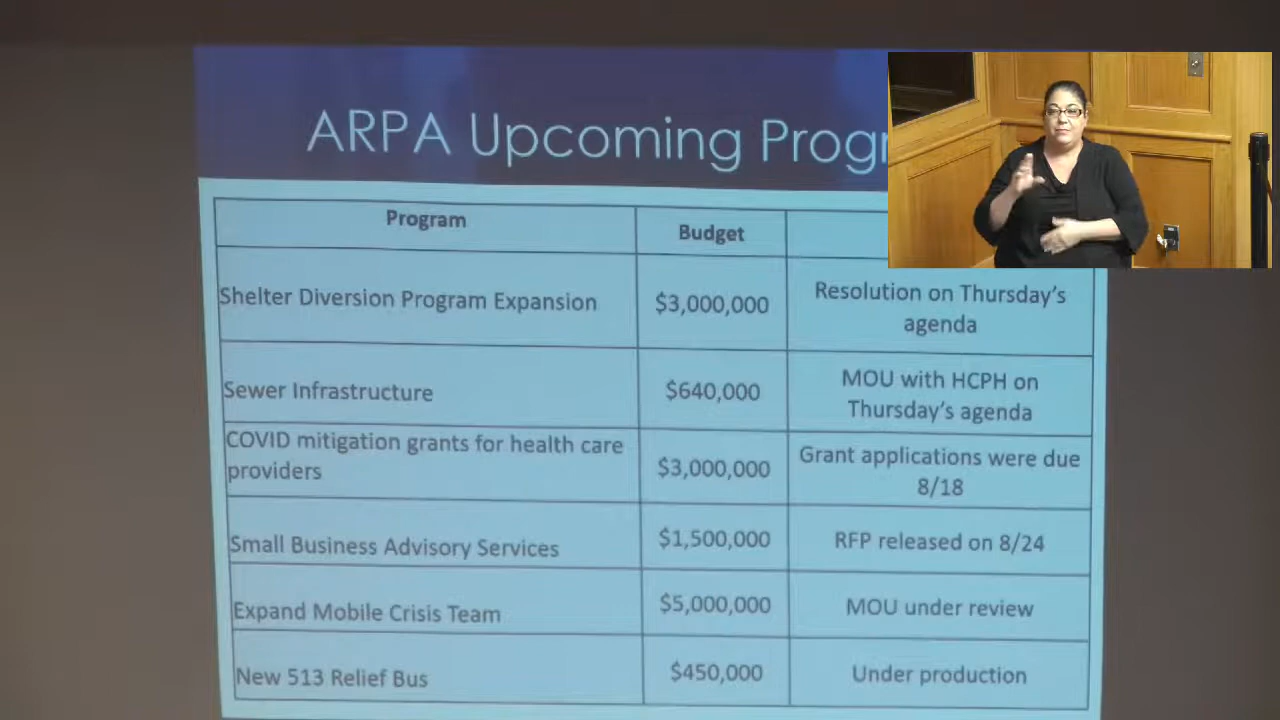 ARPA Upcoming Progr
Program
Budget
Shelter Diversion Program Expansion
$3,000,000
Resolution on Thursday's
agenda
Sewer Infrastructure
$640,000
MOU with HCPH on
Thursday's agenda
COVID mitigation grants for health care
providers
$3,000,000
Grant applications were due
8/18
Small Business Advisory Services
$1,500,000
RFP released on 8/24
Expand Mobile Crisis Team
$5,000,000
MOU under review
New 513 Relief Bus
$450,000
Under production